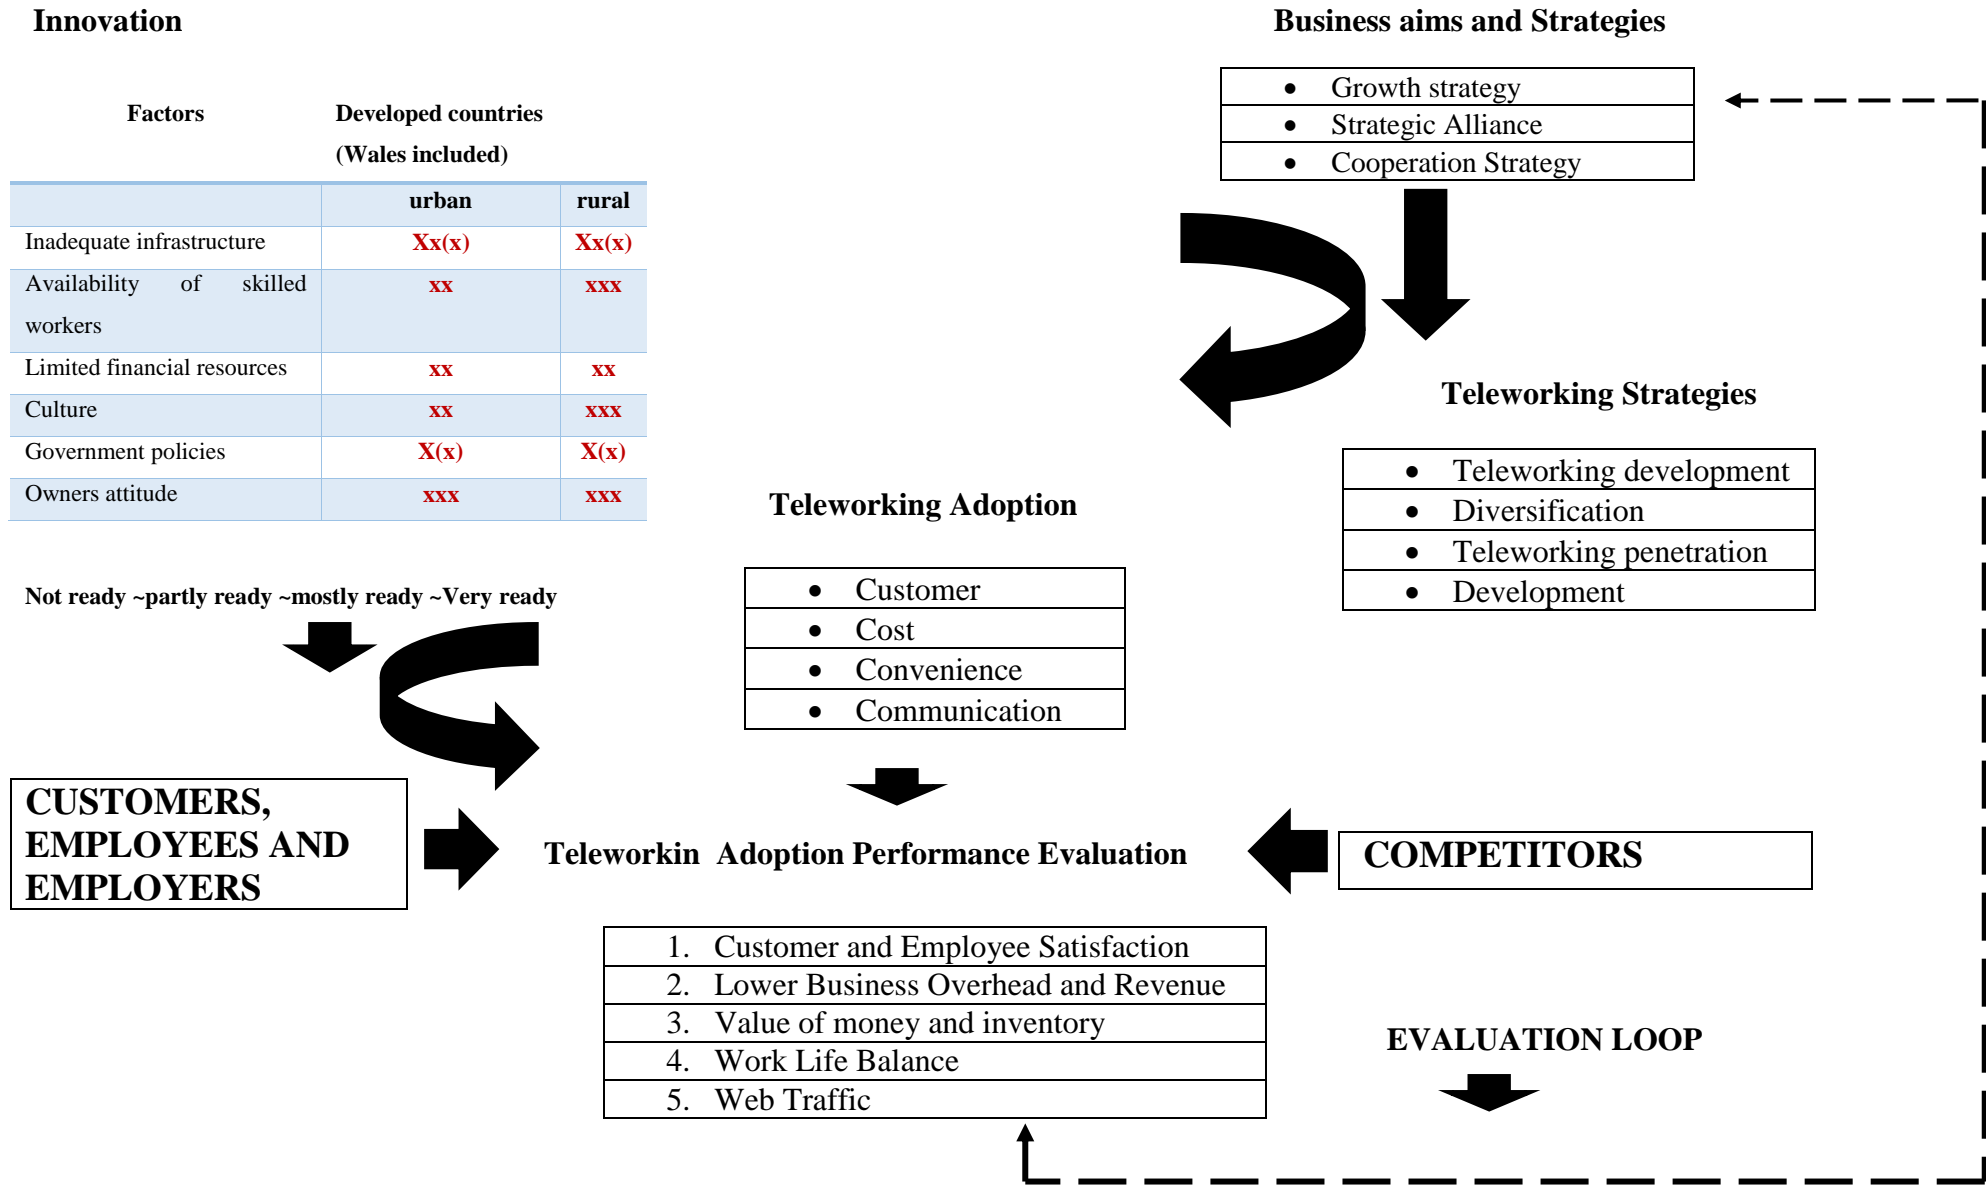 Innovation
Business aims and Strategies
Factors
Developed countries
(Wales included)
urban rural
Inadequate infrastructure Xx(x) Xx(x)
Availability of skilled
workers
xx xxx
Limited financial resources xx xx
Culture xx xxx
Government policies X(x) X(x)
Owners attitude xxx xxx
Not ready ~partly ready ~mostly ready ~Very ready
• Growth strategy
• Strategic Alliance
• Cooperation Strategy
Teleworking Strategies
• Teleworking development
• Diversification
• Teleworking penetration
• Development
Teleworking Adoption
• Customer
• Cost
• Convenience
• Communication
CUSTOMERS,
EMPLOYEES AND
EMPLOYERS
Teleworkin Adoption Performance Evaluation
COMPETITORS
1. Customer and Employee Satisfaction
2. Lower Business Overhead and Revenue
3. Value of money and inventory
4. Work Life Balance
5. Web Traffic
EVALUATION LOOP